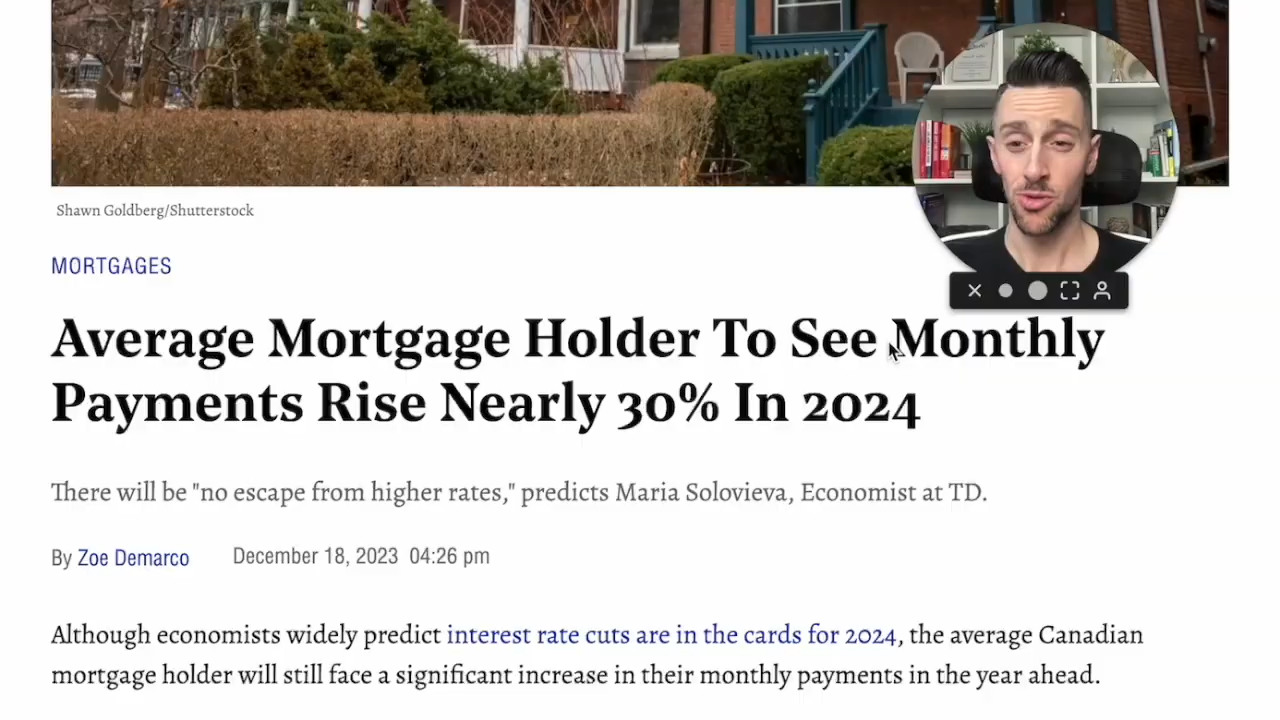 Shawn Goldberg/Shutterstock
MORTGAGES
Average Mortgage Holder To See Monthly
Payments Rise Nearly 30% In 2024
There will be "no escape from higher rates," predicts Maria Solovieva, Economist at TD.
By Zoe Demarco December 18, 2023 04:26 pm
Although economists widely predict interest rate cuts are in the cards for 2024, the average Canadian
mortgage holder will still face a significant increase in their monthly payments in the year ahead.